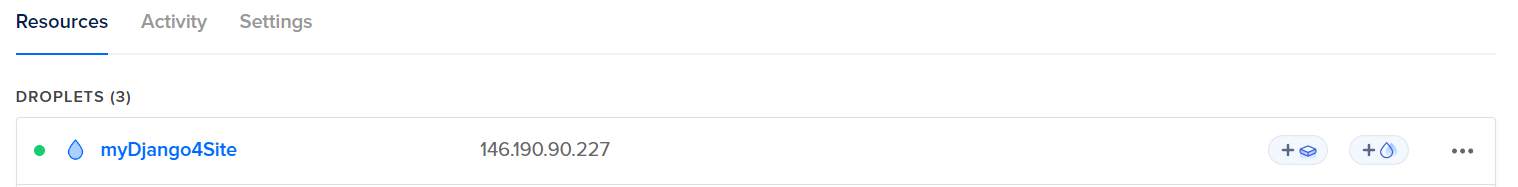 Resources Activity Settings
DROPLETS (3)
myDjango4Site 146.190.90.227